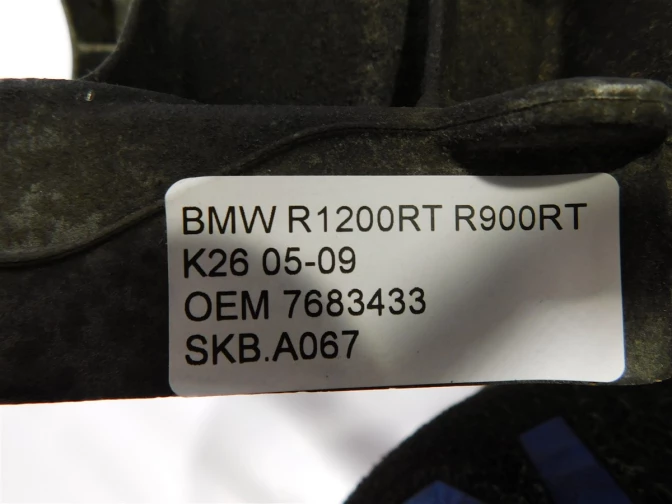 BMW R1200RT R900RT
K26 05-09
OEM 7683433
SKB.A067